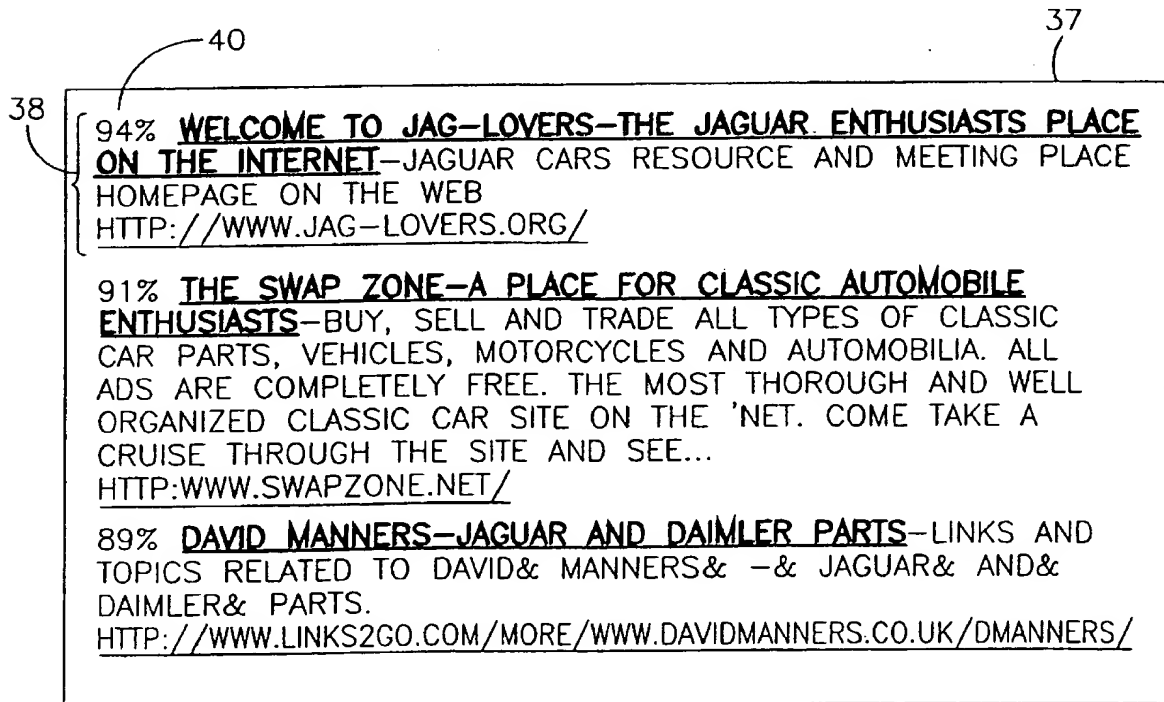 40
37
38
94% WELCOME TO JAG-LOVERS-THE JAGUAR ENTHUSIASTS PLACE
ON THE INTERNET-JAGUAR CARS RESOURCE AND MEETING PLACE
HOMEPAGE ON THE WEB
HTTP://WWW.JAG-LOVERS.ORG/
91% THE SWAP ZONE-A PLACE FOR CLASSIC AUTOMOBILE
ENTHUSIASTS-BUY, SELL AND TRADE ALL TYPES OF CLASSIC
CAR PARTS, VEHICLES, MOTORCYCLES AND AUTOMOBILIA. ALL
ADS ARE COMPLETELY FREE. THE MOST THOROUGH AND WELL
ORGANIZED CLASSIC CAR SITE ON THE 'NET. COME TAKE A
CRUISE THROUGH THE SITE AND SEE...
HTTP:WWW.SWAPZONE.NET/
89% DAVID MANNERS-JAGUAR AND DAIMLER PARTS-LINKS AND
TOPICS RELATED TO DAVID& MANNERS& -& JAGUAR& AND&
DAIMLER& PARTS.
HTTP://WWW.LINKS2GO.COM/MORE/WWW.DAVIDMANNERS.CO.UK/DMANNERS/